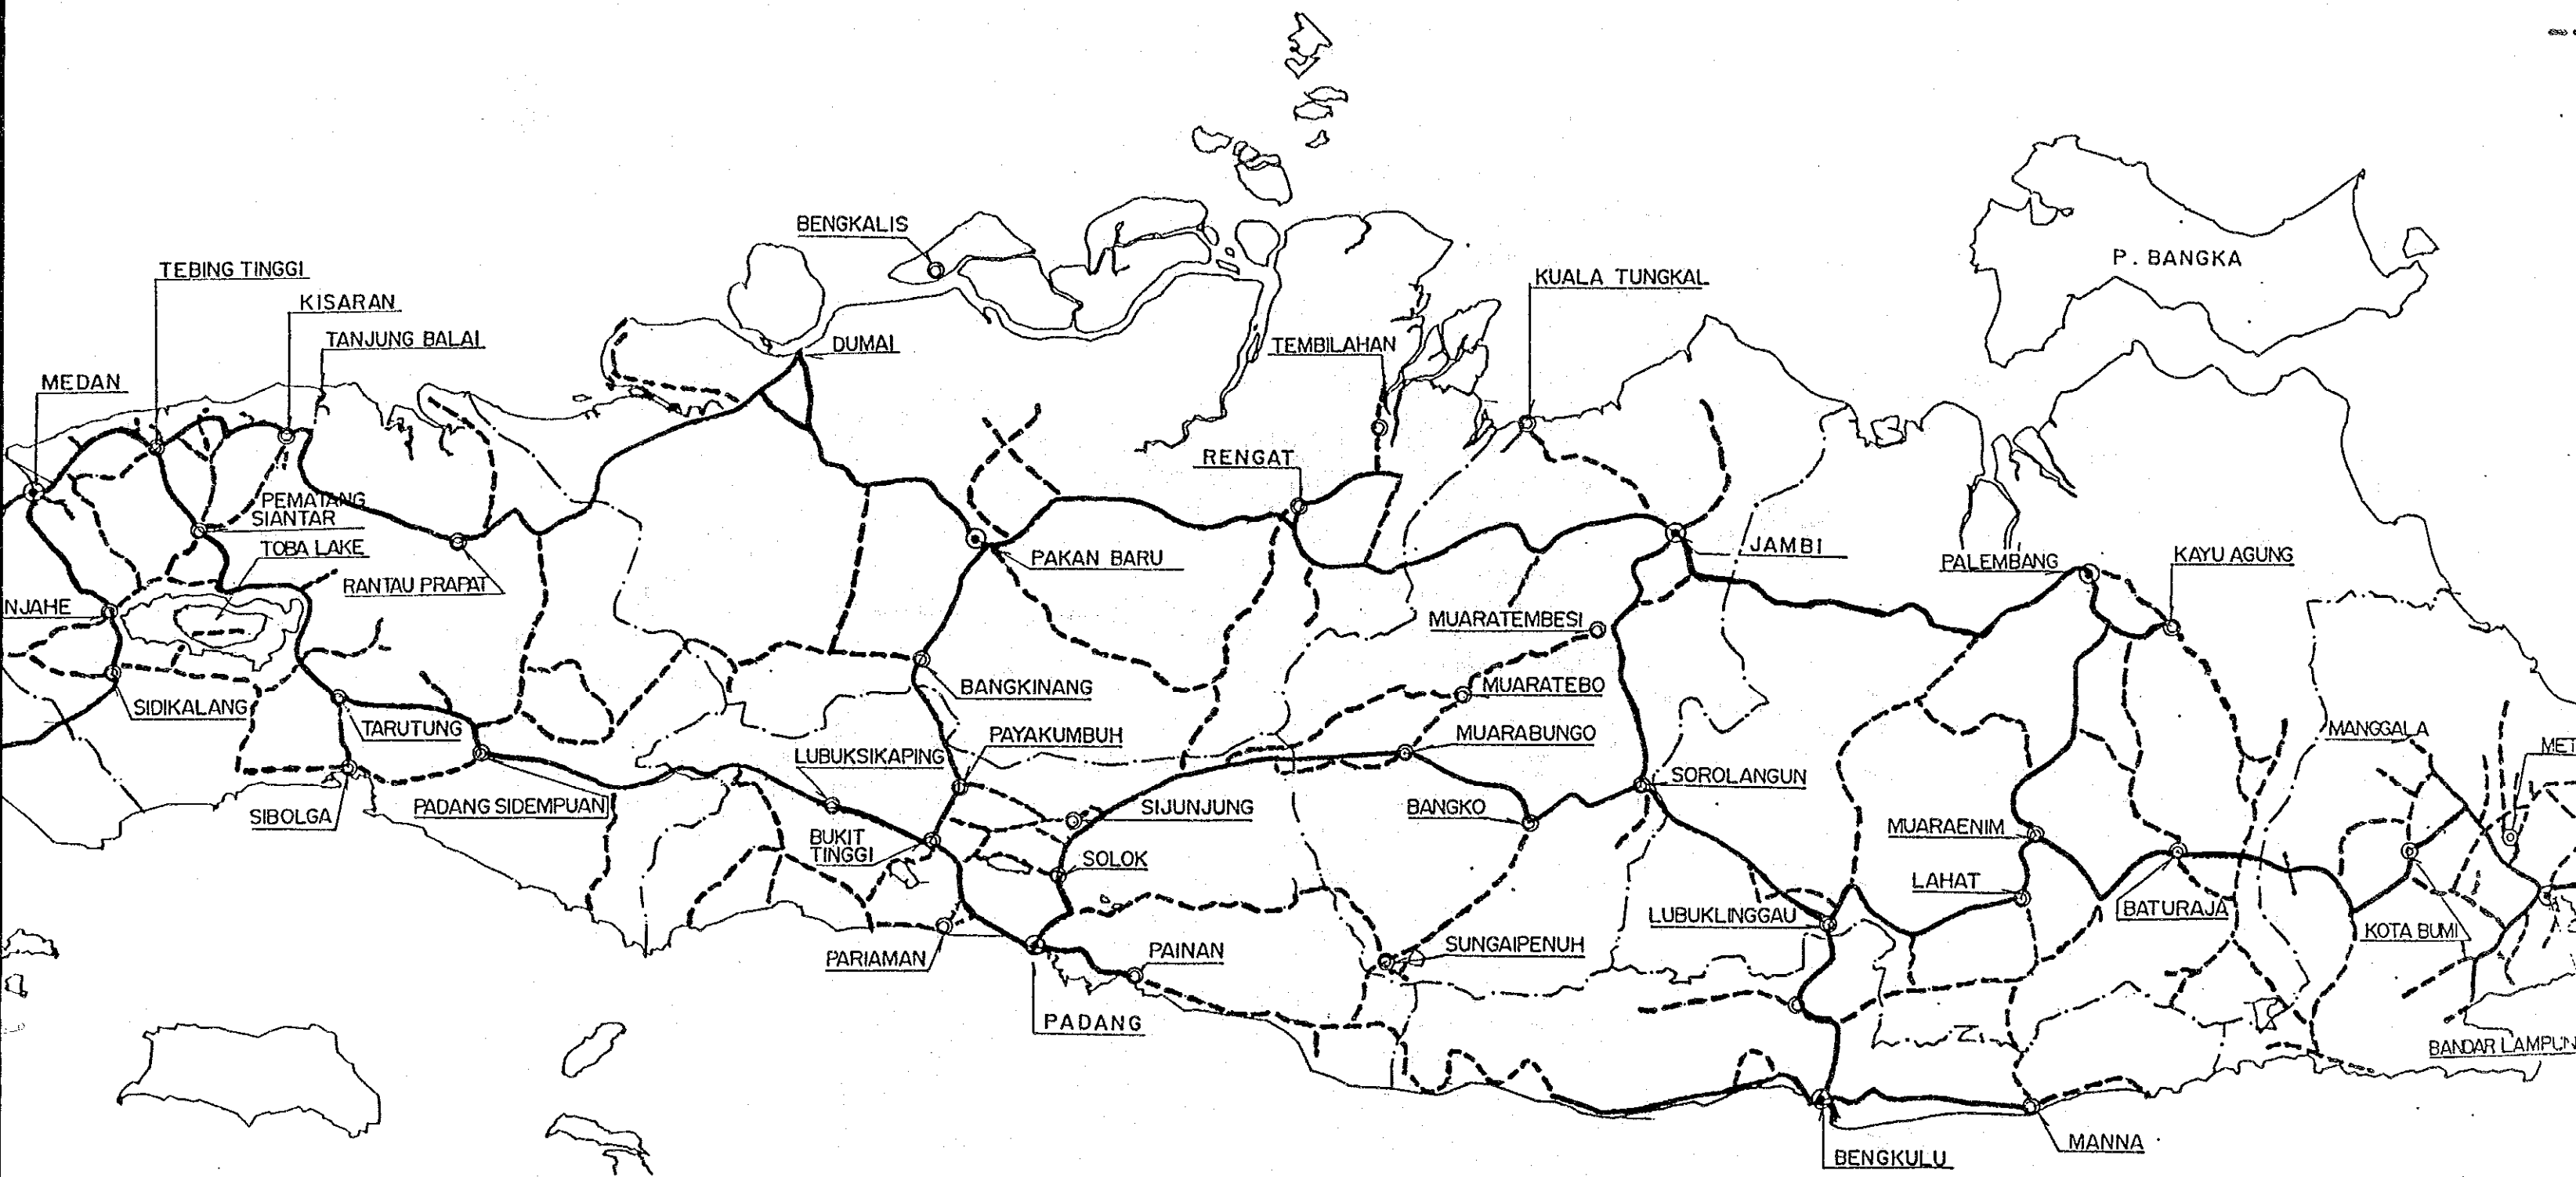 BENGKALIS
TEBING TINGGI
KUALA TUNGKAL
P. BANGKA
KISARAN
TANJUNG BALAI
DUMAI
TEMBILAHAN
MEDAN
RENGAT
PEMATANG
SIANTAR
TOBA LAKE
PAKAN BARU
JAMBI
PALEMBANG
KAYU AGUNG
RANTAU PRAPAT
NJAHE
MUARATEMBESI
SIDIKALANG
BANGKINANG
MUARATEBO
TARUTUNG
PAYAKUMBUH
MUARABUNGO
MANGGALA
MET
LUBUKSIKAPING
SOROLANGUN
SIBOLGA
PADANG SIDEMPUAN
SIJUNJUNG
BANGKO
MUARAENIM
BUKIT
TINGGI
SOLOK
LAHAT
BATURAJA
LUBUKLINGGAU
KOTA BUMI
PARIAMAN
PAINAN
SUNGAIPENUH
PADANG
BANDAR LAMPUN
MANNA
BENGKULU